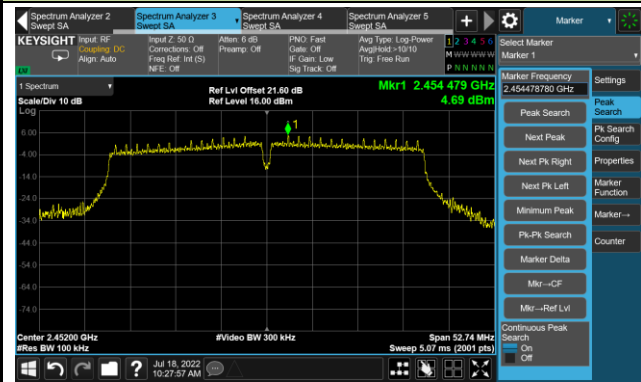 Spectrum Analyzer 2
Swept SA
Spectrum Analyzer 3
Swept SA
Spectrum Analyzer 4
Swept SA
Spectrum Analyzer 5
Swept SA
Marker
KEYSIGHT
Input: RF
Coupling: DC
Align: Auto
Input Z: 50 Ω
Corrections: Off
Freq Ref: Int (S)
NFE: Off
Atten: 6 dB
Preamp: Off
PNO: Fast
Gate: Off
IF Gain: Low
Sig Track: Off
Avg Type: Log-Power
Avg|Hold:>10/10
Trig: Free Run
1 2 3 4 5 6
M W W W W W
P N N N N N
LXI
Select Marker
Marker 1
1 Spectrum
Scale/Div 10 dB
Log
Ref Lvl Offset 21.60 dB
Ref Level 16.00 dBm
Mkr1 2.454 479 GHz
4.69 dBm
1
6.00
-4.00
-14.0
-24.0
-34.0
-44.0
-54.0
-64.0
-74.0
Center 2.45200 GHz
#Res BW 100 kHz
#Video BW 300 kHz
Span 52.74 MHz
Sweep 5.07 ms (2001 pts)
Marker Frequency
2.454478780 GHz
Peak Search
Next Peak
Next Pk Right
Next Pk Left
Minimum Peak
Pk-Pk Search
Marker Delta
Mkr→CF
Mkr→Ref Lvl
Continuous Peak
Search
On
Off
Settings
Peak
Search
Pk Search
Config
Properties
Marker
Function
Marker→
Counter
Jul 18, 2022
10:27:57 AM